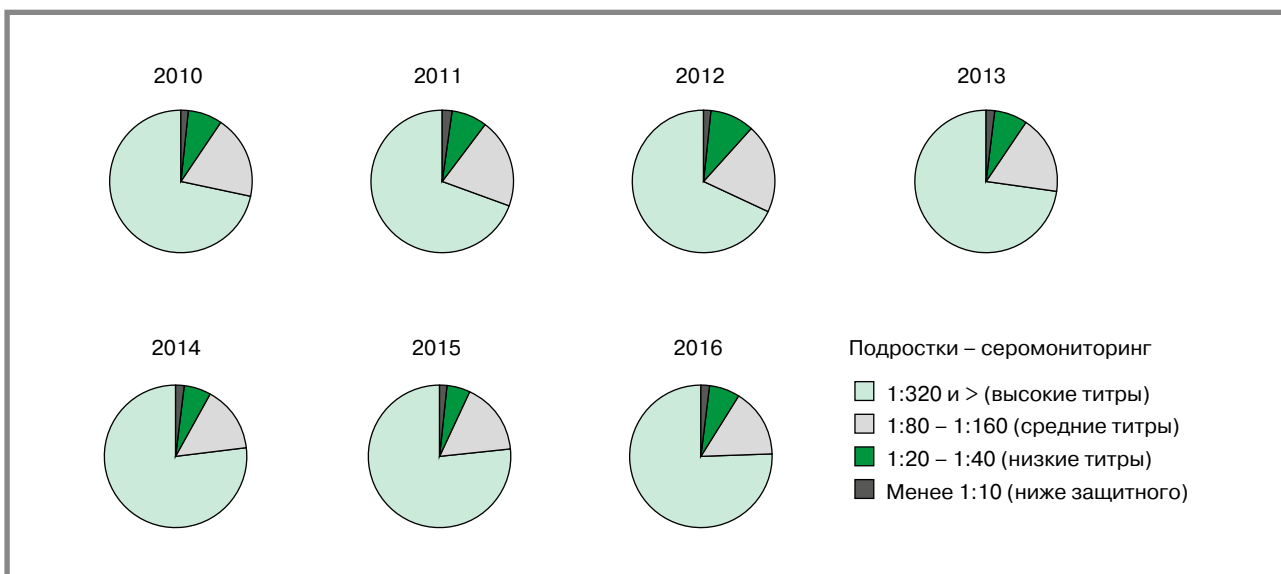 2010
2011
2012
2013
2014
2015
2016
Подростки – серомониторинг
1:320 и > (высокие титры)
1:80 – 1:160 (средние титры)
1:20 – 1:40 (низкие титры)
Менее 1:10 (ниже защитного)